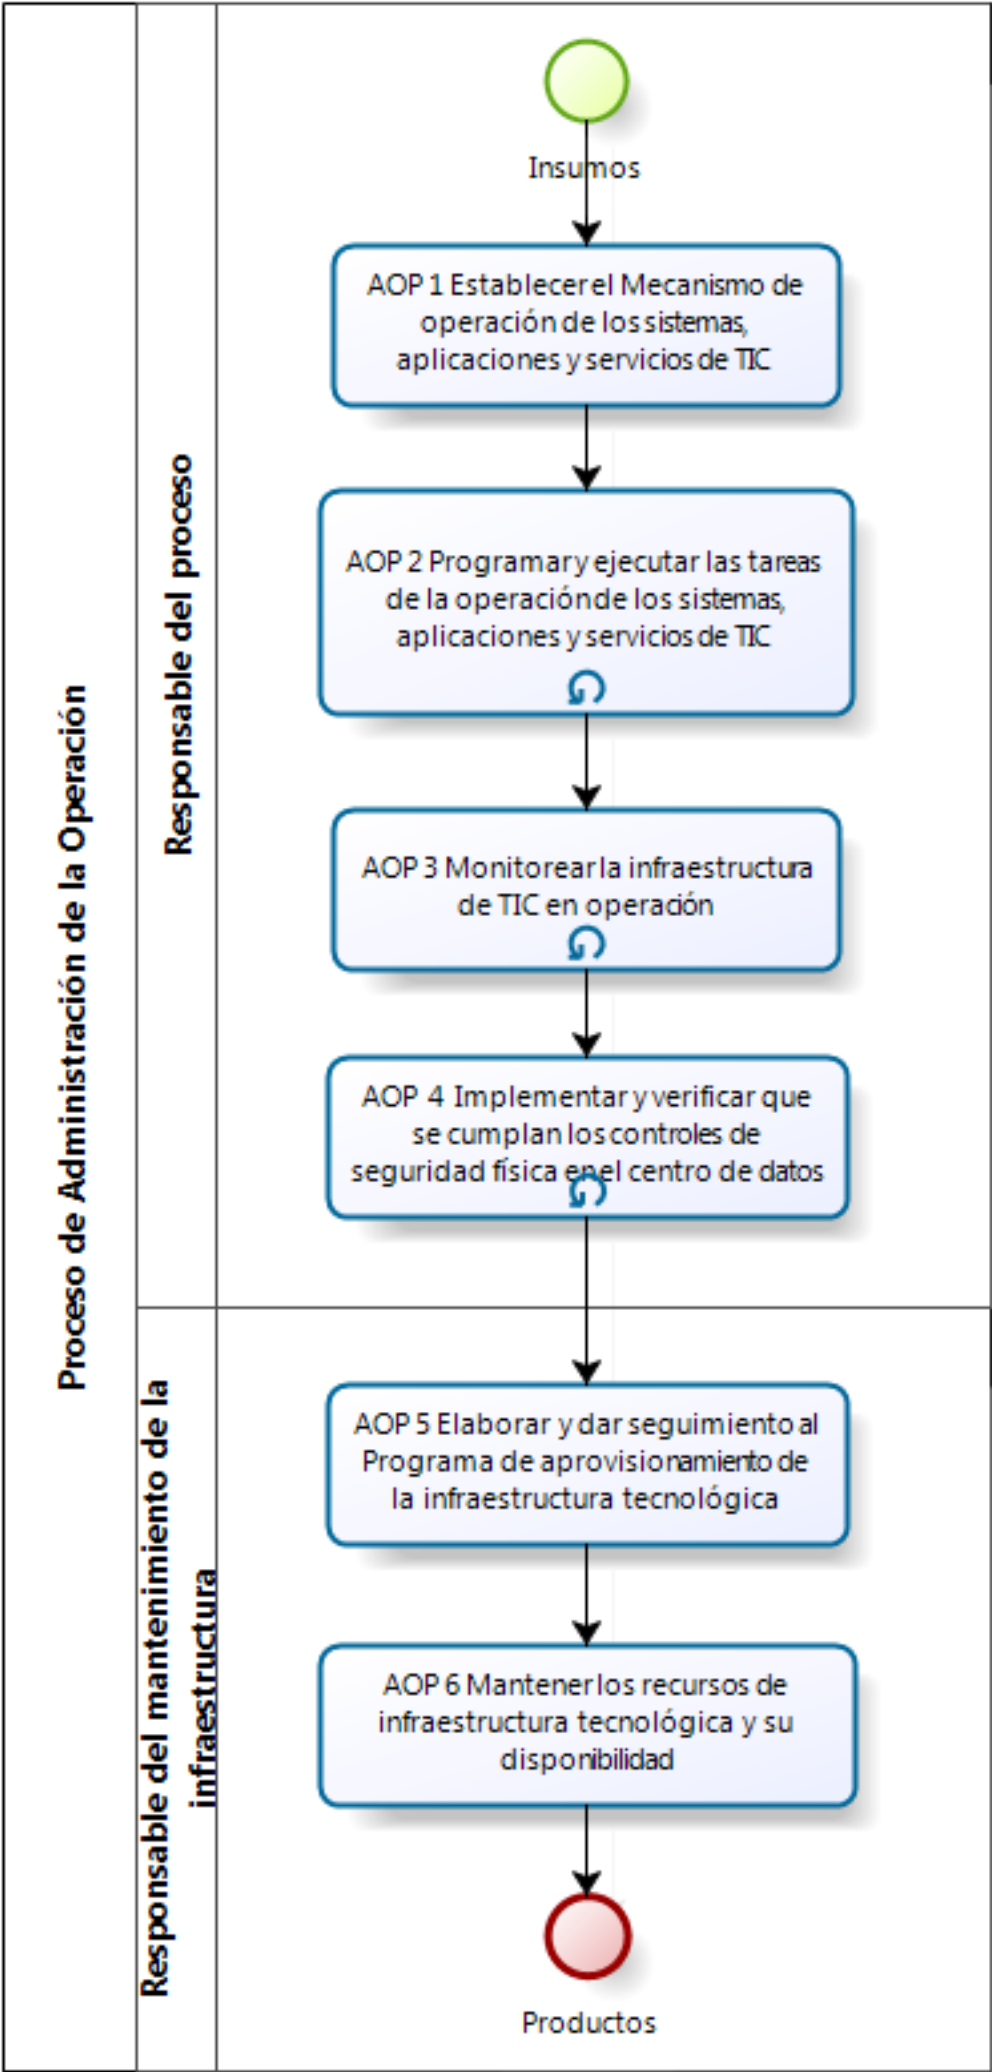 Proceso de Administración de la Operación
Responsable del proceso
Insumos
AOP 1 Establecer el Mecanismo de
operación de los sistemas,
aplicaciones y servicios de TIC
AOP 2 Programar y ejecutar las tareas
de la operación de los sistemas,
aplicaciones y servicios de TIC
AOP 3 Monitorear la infraestructura
de TIC en operación
AOP 4 Implementar y verificar que
se cumplan los controles de
seguridad física en el centro de datos
Responsable del mantenimiento de la
infraestructura
AOP 5 Elaborar y dar seguimiento al
Programa de aprovisionamiento de
la infraestructura tecnológica
AOP 6 Mantener los recursos de
infraestructura tecnológica y su
disponibilidad
Productos